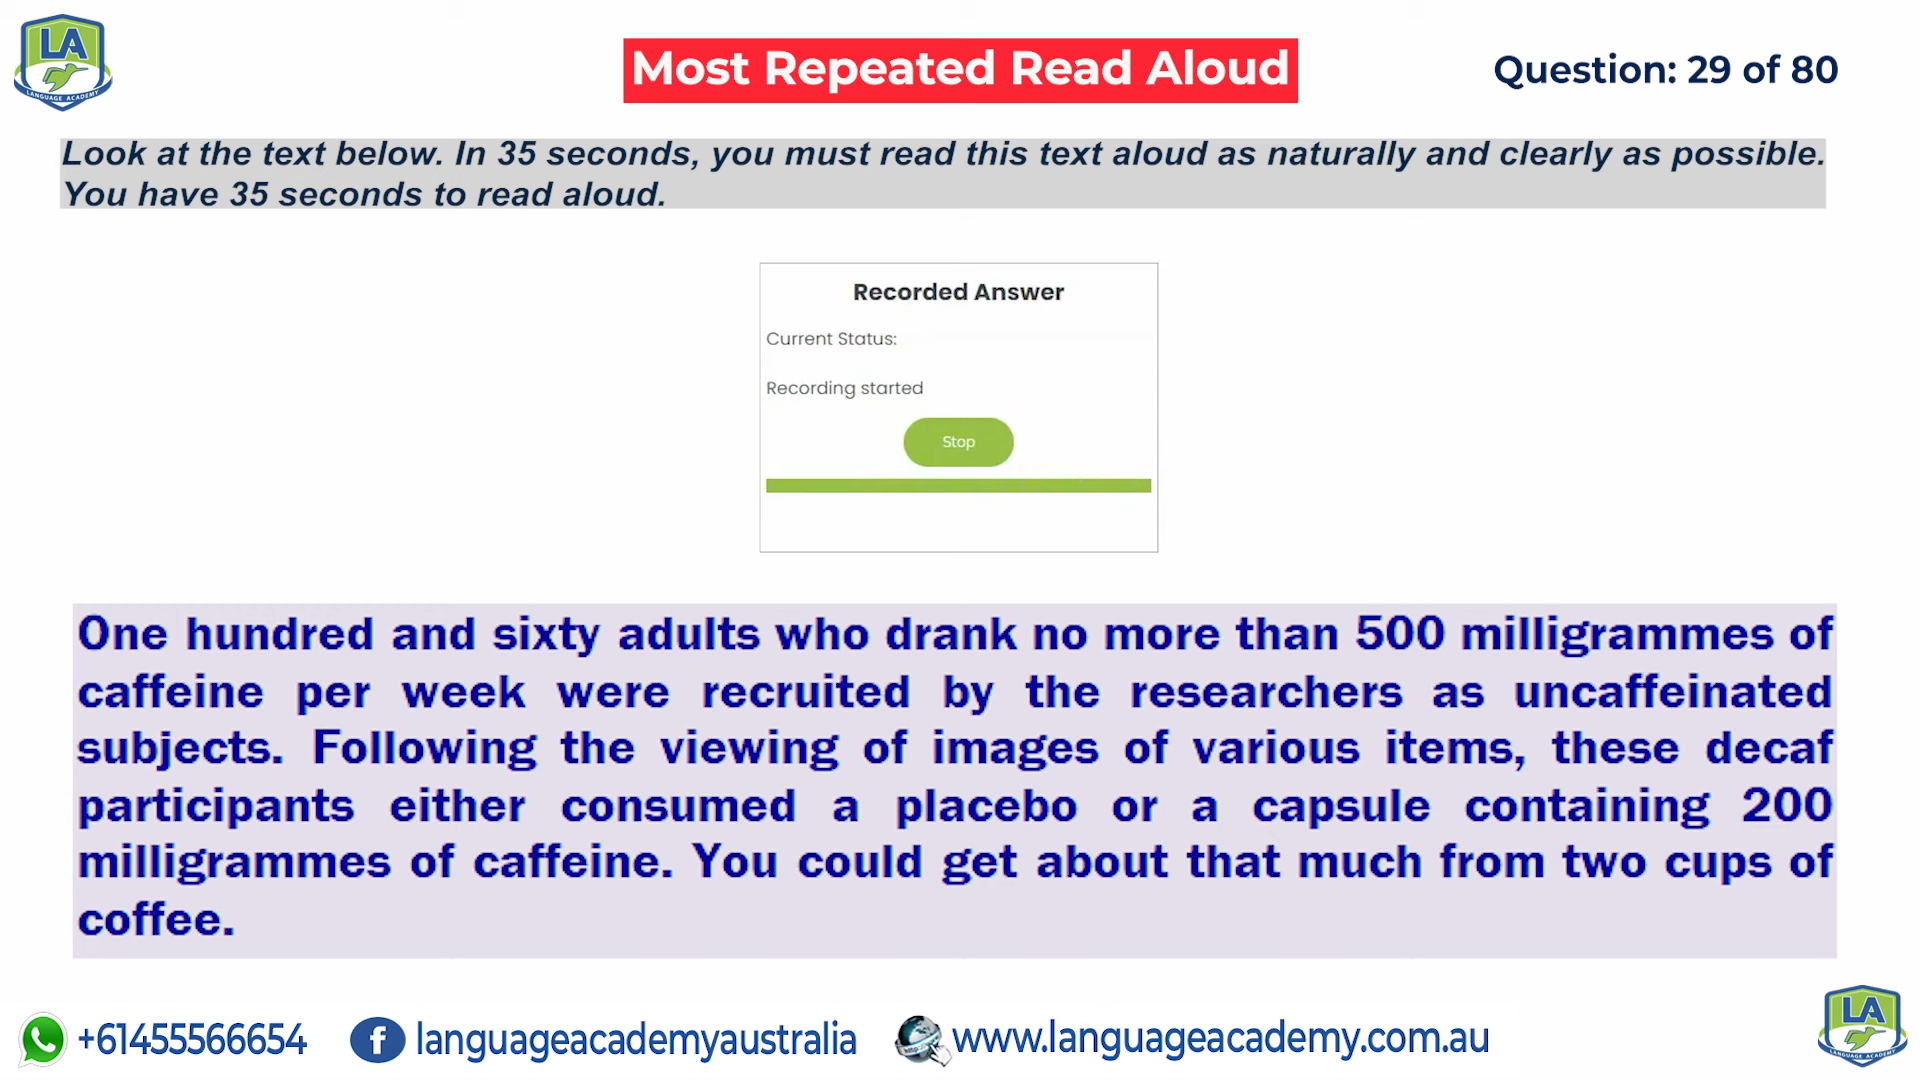 LA
LANGUAGE ACADEMY
Most Repeated Read Aloud
Question: 29 of 80
Look at the text below. In 35 seconds, you must read this text aloud as naturally and clearly as possible.
You have 35 seconds to read aloud.
Recorded Answer
Current Status:
Recording started
Stop
One hundred and sixty adults who drank no more than 500 milligrammes of
caffeine per week were recruited by the researchers as uncaffeinated
subjects. Following the viewing of images of various items, these decaf
participants either consumed a placebo or a capsule containing 200
milligrammes of caffeine. You could get about that much from two cups of
coffee.
+61455566654
f
languageacademyaustralia
http:
www.languageacademy.com.au
LA
LANGUAGE ACADEMY